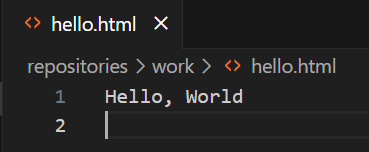 hello.html
repositories > work > hello.html
1 Hello, World
2